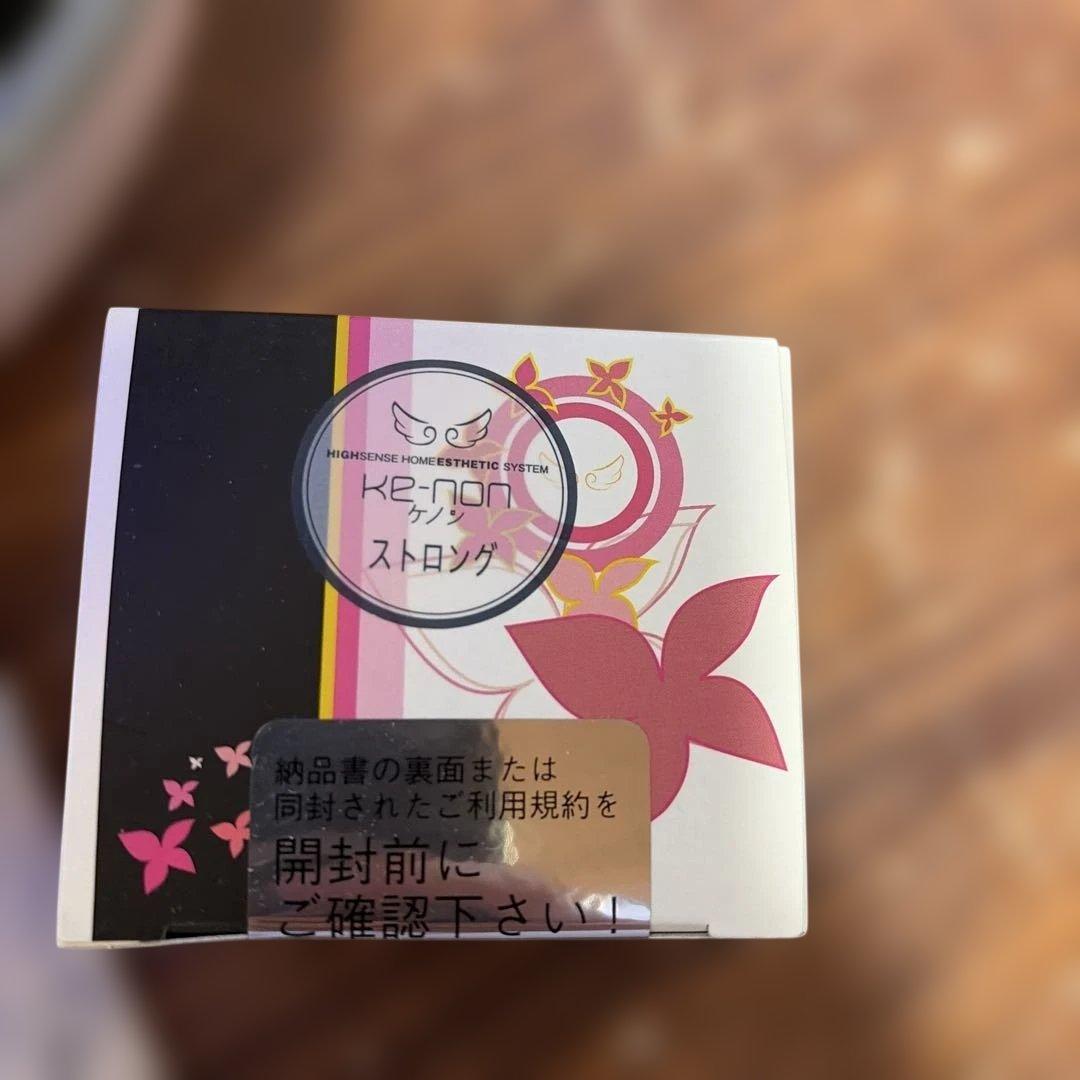 HIGHSENSE HOME ESTHETIC SYSTEM
Ke-non
ケノン
ストロング
納品書の裏面または
同封されたご利用規約を
開封前に
ご確認下さい!